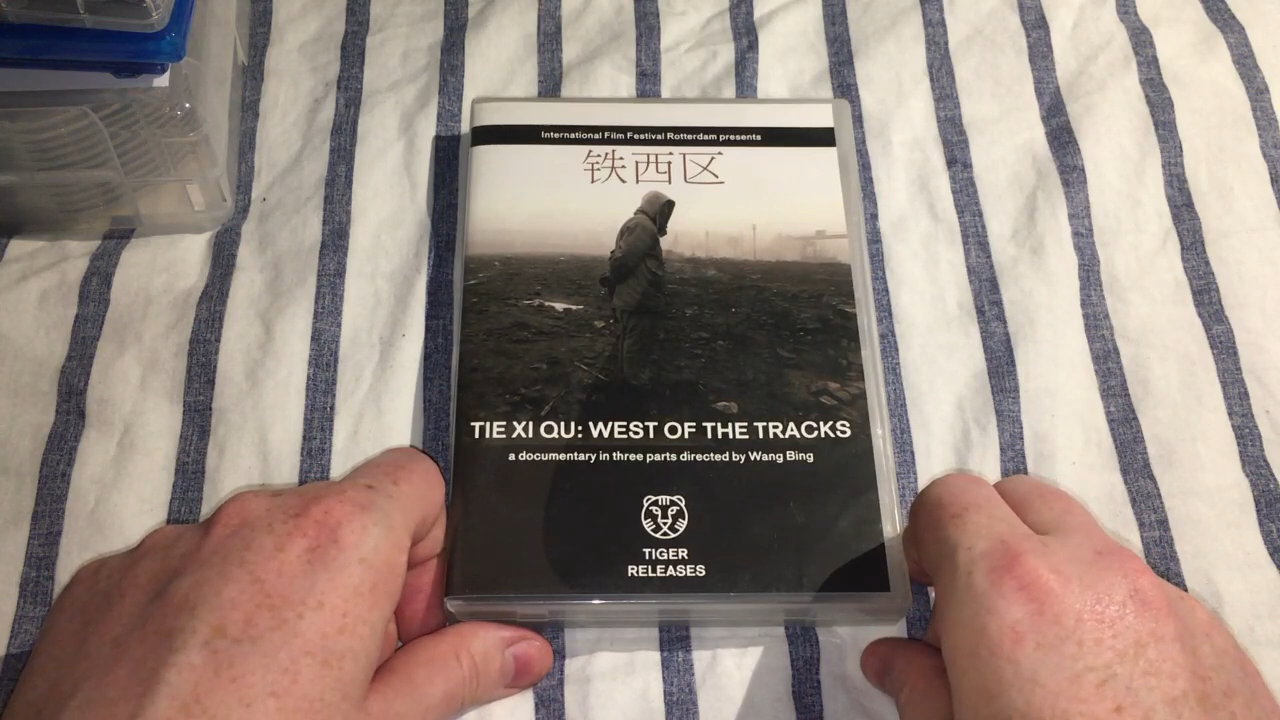 International Film Festival Rotterdam presents
铁西区
TIE XI QU: WEST OF THE TRACKS
a documentary in three parts directed by Wang Bing
TIGER
RELEASES